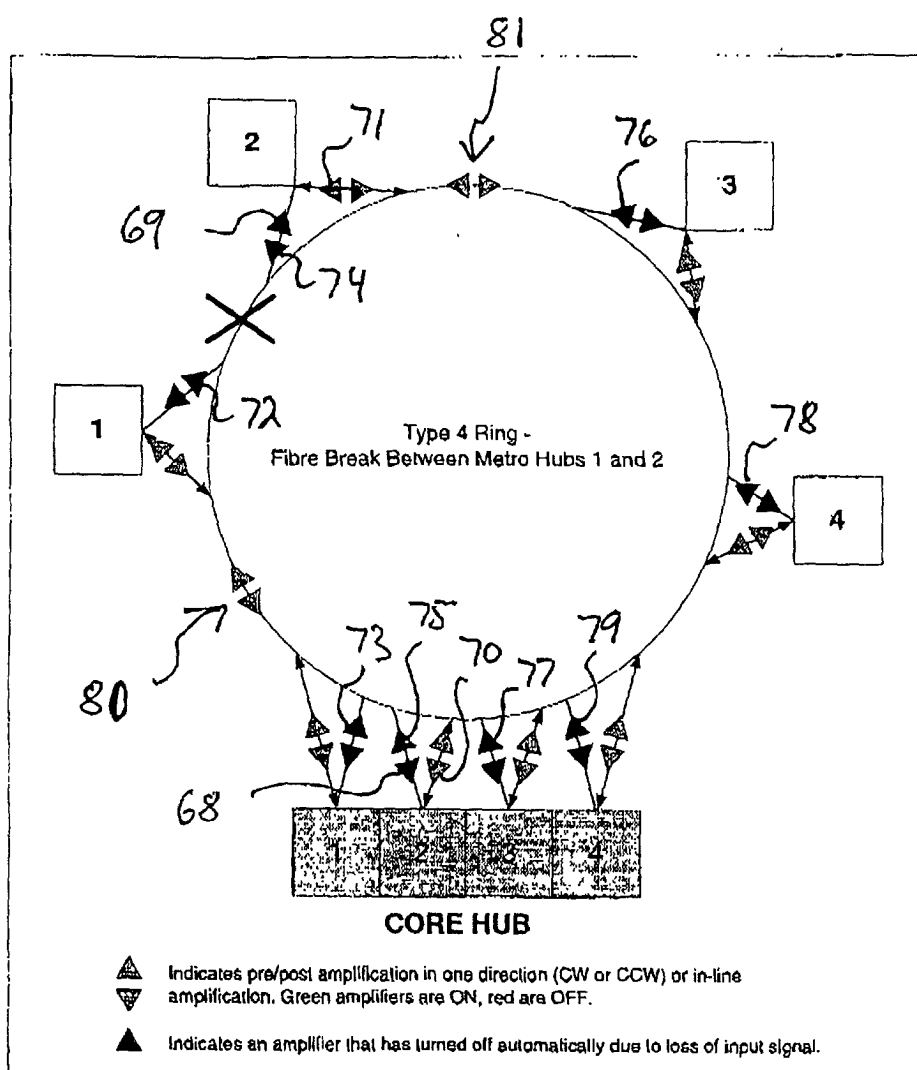 81
2
71
76
3
69
74
72
1
Type 4 Ring -
Fibre Break Between Metro Hubs 1 and 2
78
4
80
73
75
70
77
79
68
1 2 3 4
CORE HUB
Indicates pre/post amplification in one direction (CW or CCW) or in-line
amplification. Green amplifiers are ON, red are OFF.
Indicates an amplifier that has turned off automatically due to loss of input signal.